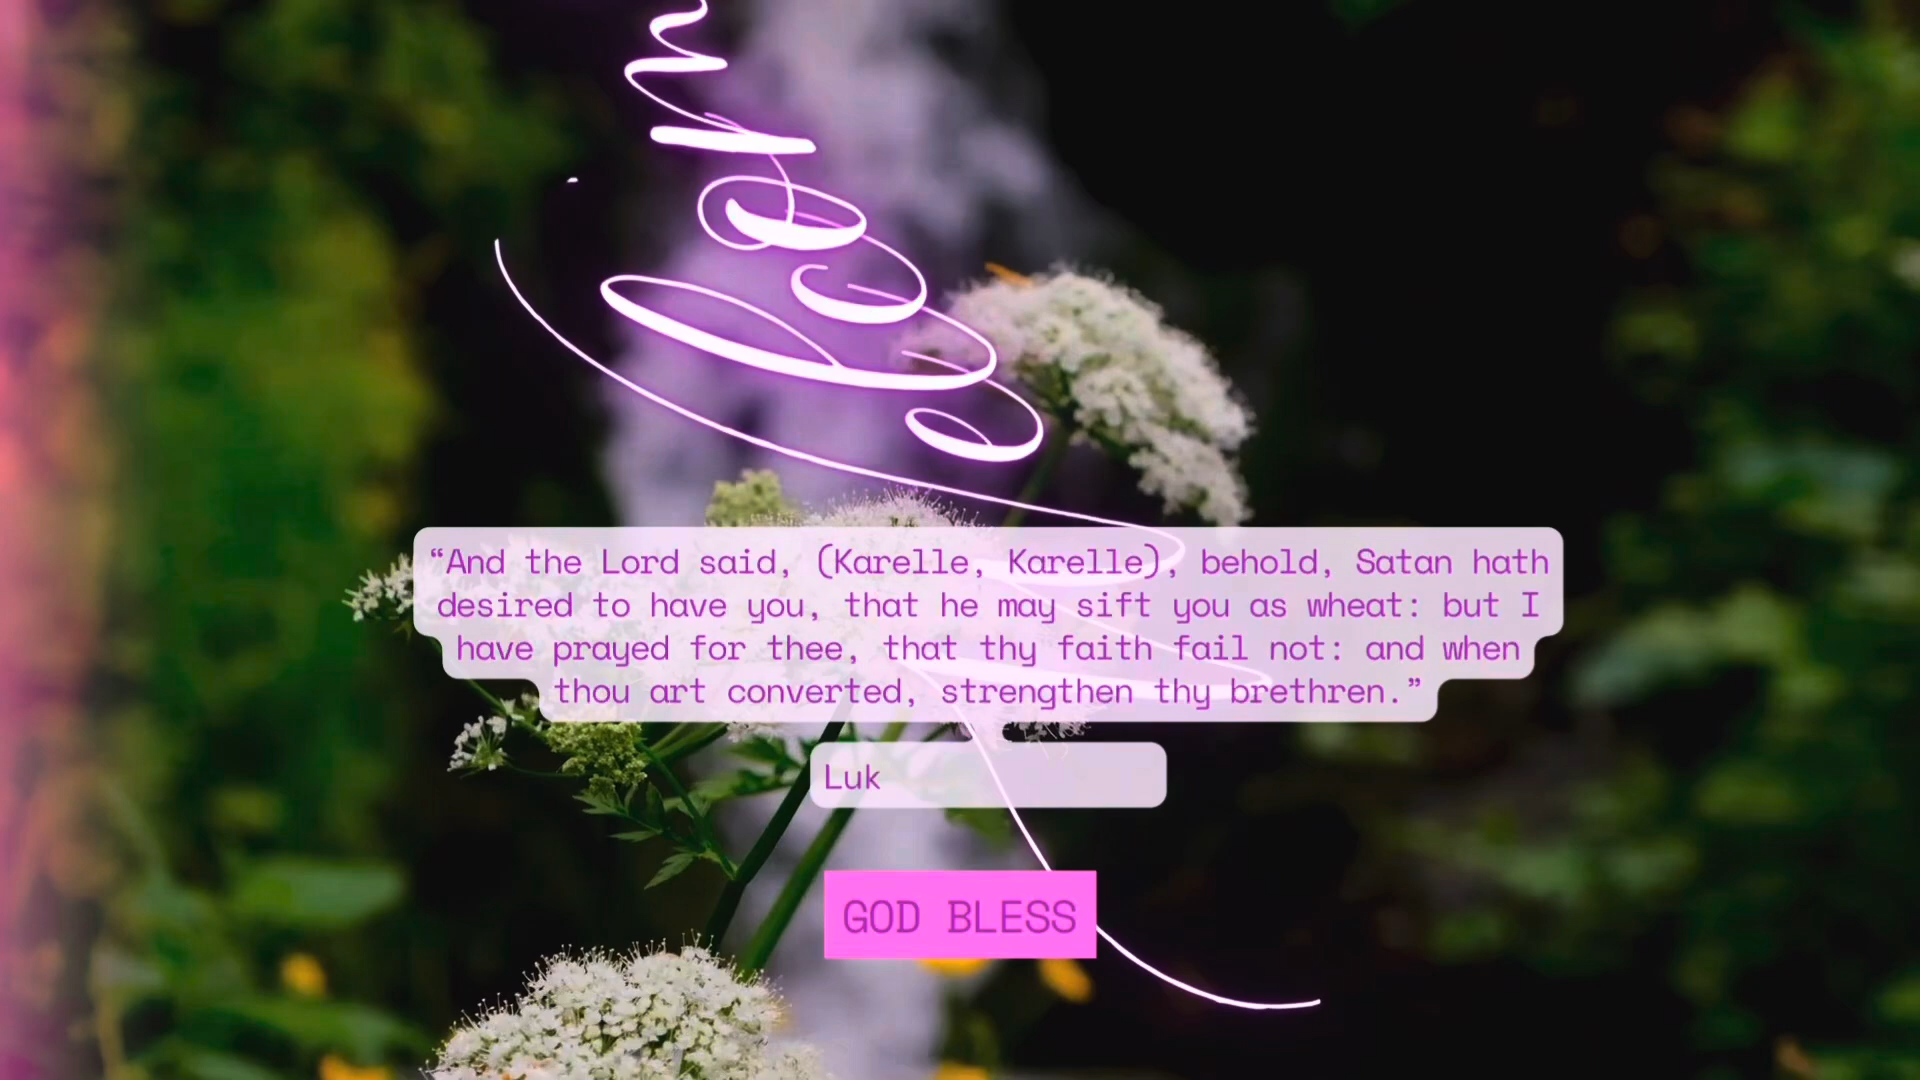 “And the Lord said, (Karelle, Karelle), behold, Satan hath
desired to have you, that he may sift you as wheat: but I
have prayed for thee, that thy faith fail not: and when
thou art converted, strengthen thy brethren.”
Luk
GOD BLESS